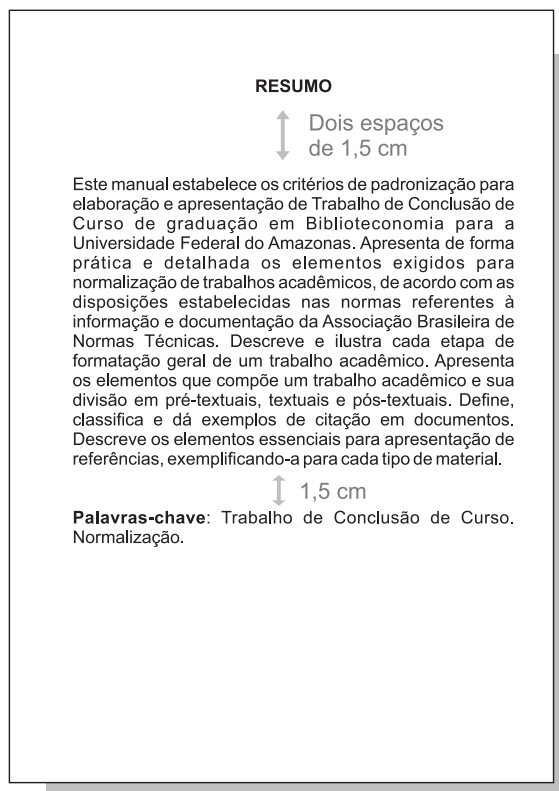 RESUMO
Dois espaços
de 1,5 cm
Este manual estabelece os critérios de padronização para
elaboração e apresentação de Trabalho de Conclusão de
Curso de graduação em Biblioteconomia para a
Universidade Federal do Amazonas. Apresenta de forma
prática e detalhada os elementos exigidos para
normalização de trabalhos acadêmicos, de acordo com as
disposições estabelecidas nas normas referentes à
informação e documentação da Associação Brasileira de
Normas Técnicas. Descreve e ilustra cada etapa de
formatação geral de um trabalho acadêmico. Apresenta
os elementos que compõe um trabalho acadêmico e sua
divisão em pré-textuais, textuais e pós-textuais. Define,
classifica e dá exemplos de citação em documentos.
Descreve os elementos essenciais para apresentação de
referências, exemplificando-a para cada tipo de material.
1,5 cm
Palavras-chave: Trabalho de Conclusão de Curso.
Normalização.